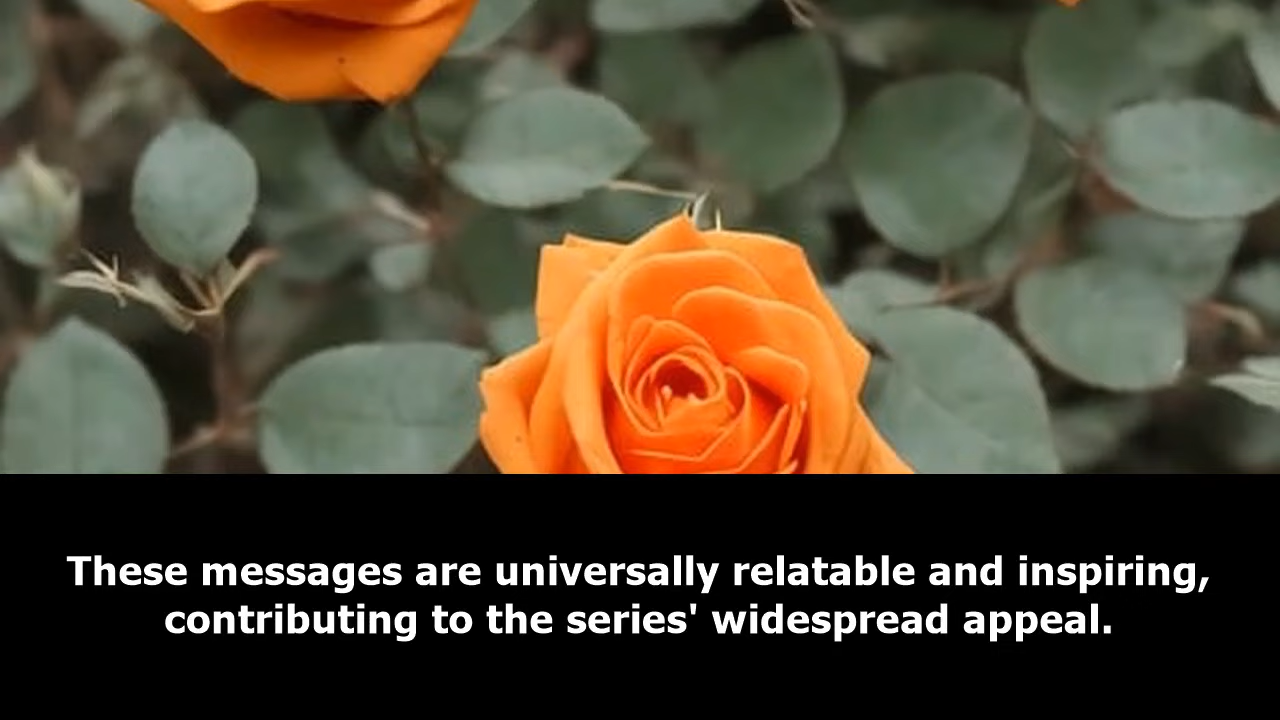 These messages are universally relatable and inspiring,
contributing to the series' widespread appeal.